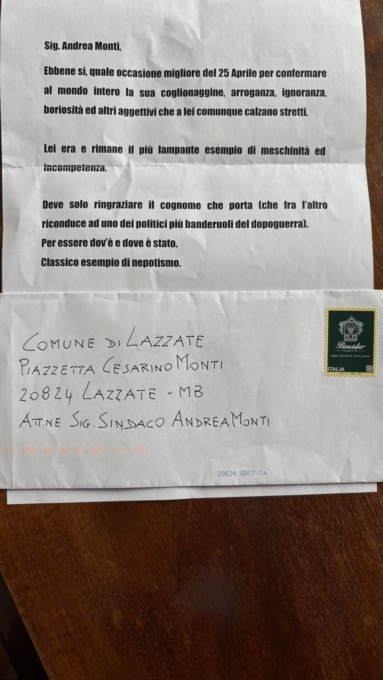 Sig. Andrea Monti,
Ebbene sì, quale occasione migliore del 25 Aprile per confermare
al mondo intero la sua coglionaggine, arroganza, ignoranza,
boriosità ed altri aggettivi che a lei comunque calzano stretti.
Lei era e rimane il più lampante esempio di meschinità ed
incompetenza.
Deve solo ringraziare il cognome che porta (che fra l'altro
riconduce ad uno dei politici più banderuoli del dopoguerra).
Per essere dov'è e dove è stato.
Classico esempio di nepotismo.
COMUNE DI LAZZATE
PIAZZETTA CESARINO MONTI
20824 LAZZATE - MB
ATT.NE SIG. SINDACO ANDREA MONTI
Pineider
ITALIA
B
20824 0007-7A